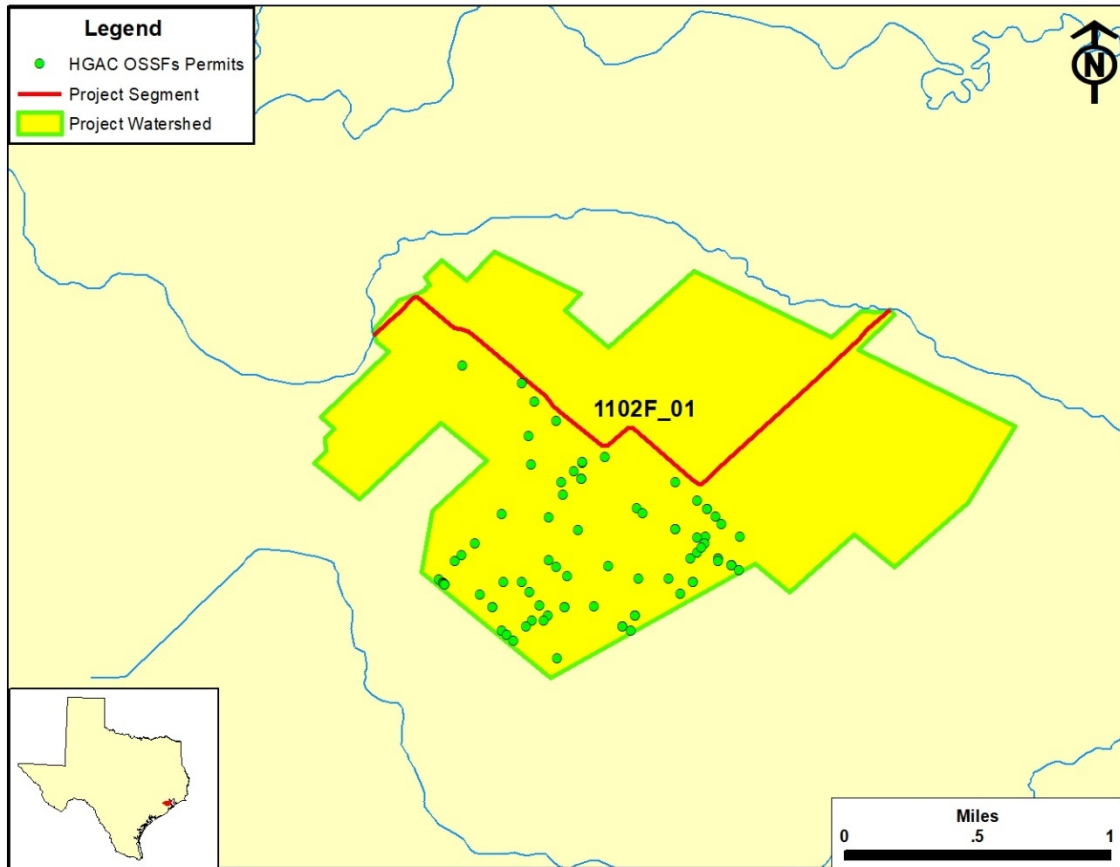 Legend
HGAC OSSFs Permits
Project Segment
Project Watershed
N
1102F_01
Miles
0 .5 1